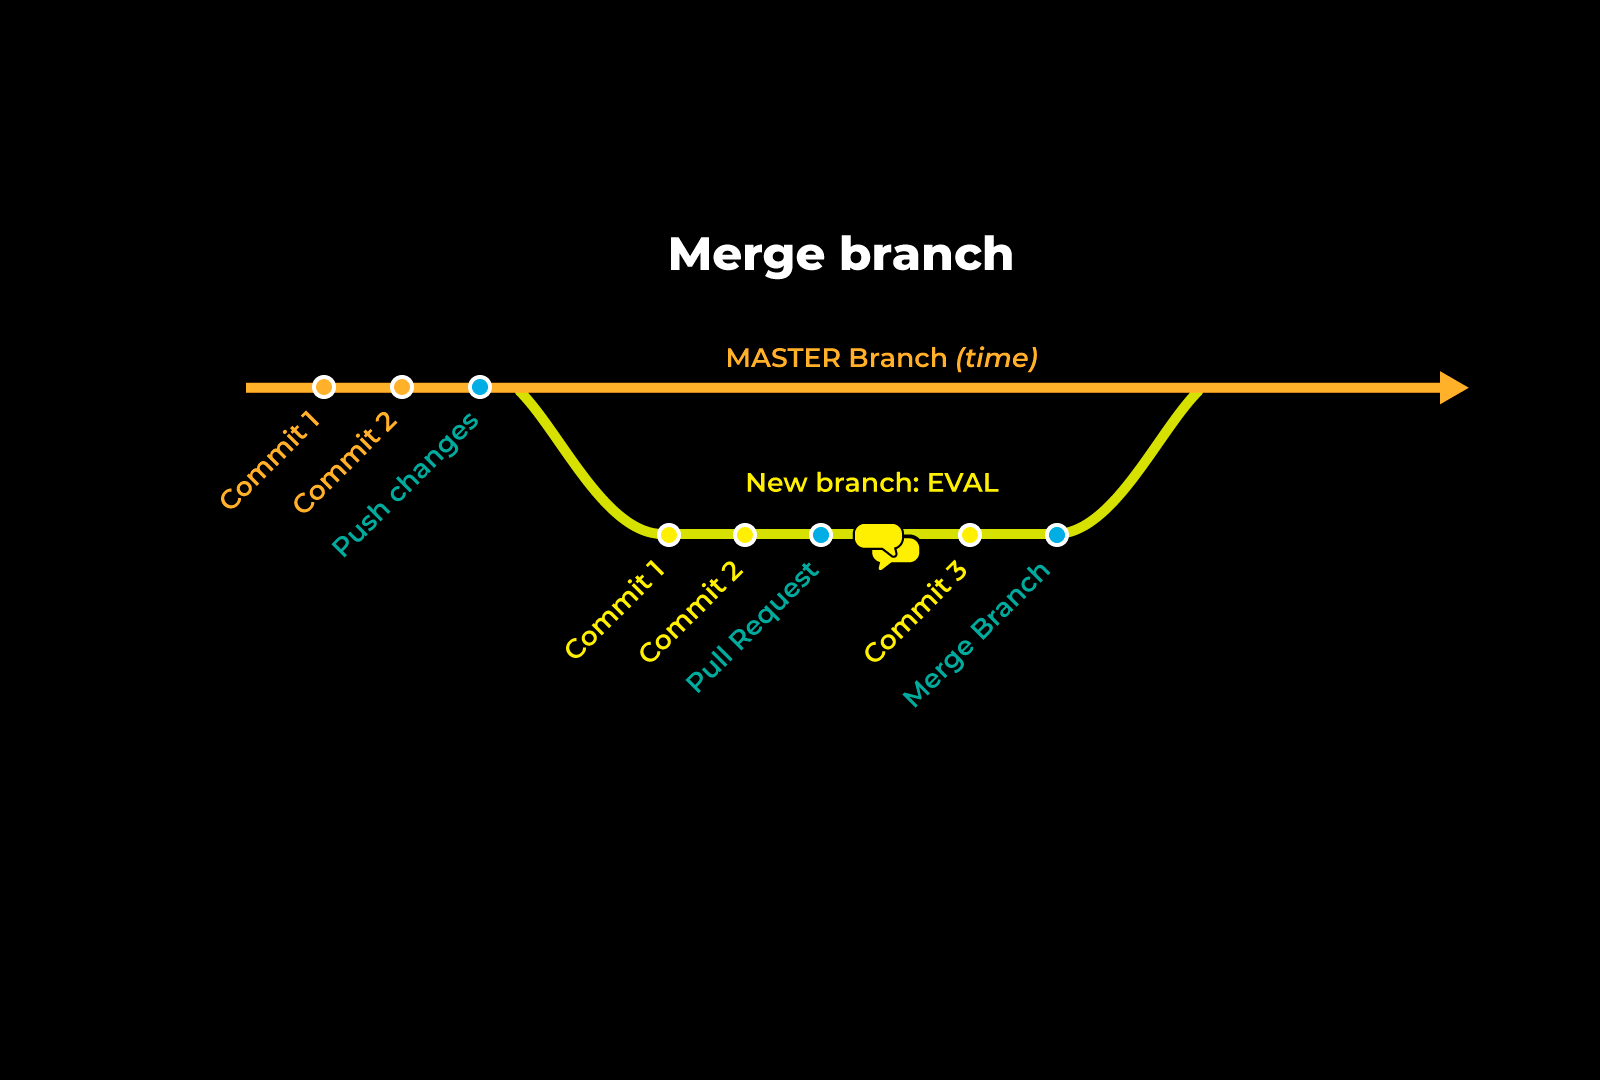 Merge branch
MASTER Branch (time)
Commit 1
Commit 2
Push changes
New branch: EVAL
Commit 1
Commit 2
Pull Request
Commit 3
Merge Branch